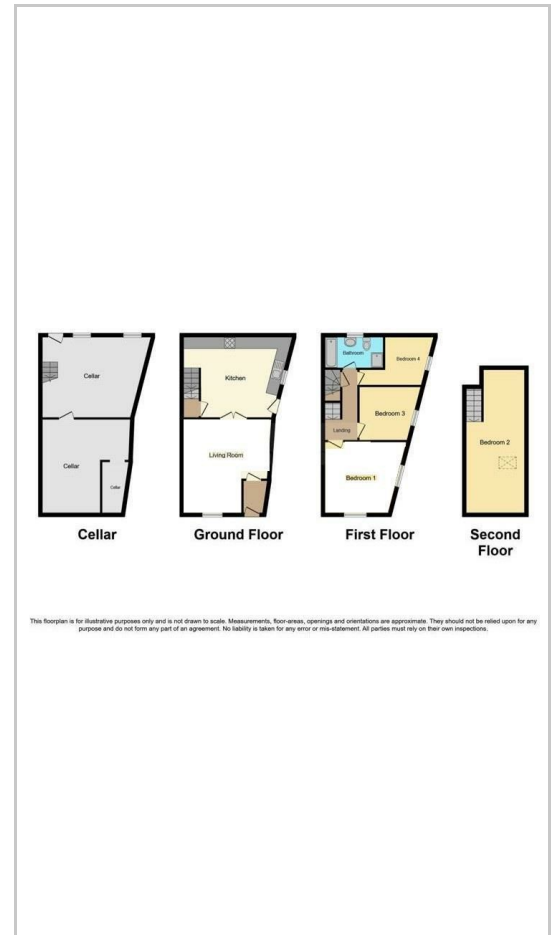 Cellar
Cellar
Cellar
Cellar
Kitchen
Living Room
Ground Floor
Bathroom
Bedroom 4
Bedroom 3
Landing
Bedroom 1
First Floor
Bedroom 2
Second
Floor
This floorplan is for illustrative purposes only and is not drawn to scale. Measurements, floor-areas, openings and orientations are approximate. They should not be relied upon for any
purpose and do not form any part of an agreement. No liability is taken for any error or mis-statement. All parties must rely on their own inspections.